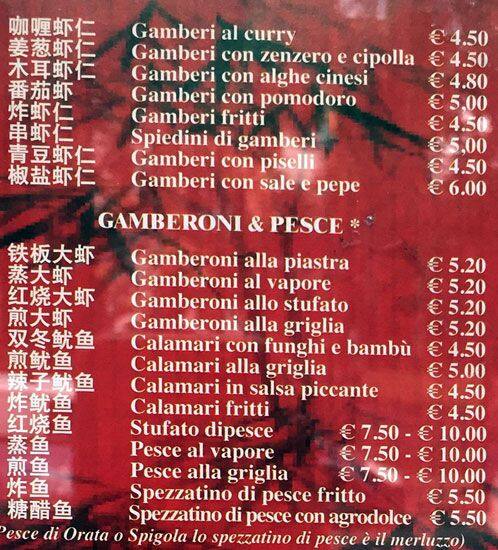 咖喱虾仁 Gamberi al curry € 4.50
姜葱虾仁 Gamberi con zenzero e cipolla € 4.50
木耳虾仁 Gamberi con alghe cinesi € 4.80
番茄虾 Gamberi con pomodoro € 5,00
炸虾仁 Gamberi fritti € 4.50
串虾仁 Spiedini di gamberi € 5,00
青豆虾仁 Gamberi con piselli € 4.50
椒盐虾仁 Gamberi con sale e pepe € 6.00
GAMBERONI & PESCE *
铁板大虾 Gamberoni alla piastra € 5.20
蒸大虾 Gamberoni al vapore € 5.20
红烧大虾 Gamberoni allo stufato € 5.20
煎大虾 Gamberoni alla griglia € 5.20
双冬鱿鱼 Calamari con funghi e bambù € 4.50
煎鱿鱼 Calamari alla griglia € 5.00
辣子鱿鱼 Calamari in salsa piccante € 4.50
炸鱿鱼 Calamari fritti € 4.50
红烧鱼 Stufato dipesce € 7.50 - € 10.00
蒸鱼 Pesce al vapore € 7.50 - € 10.00
煎鱼 Pesce alla griglia € 7.50 - € 10.00
炸鱼 Spezzatino di pesce fritto € 5.50
糖醋鱼 Spezzatino di pesce con agrodolce € 5.50
Pesce di Orata o Spigola lo spezzatino di pesce è il merluzzo)